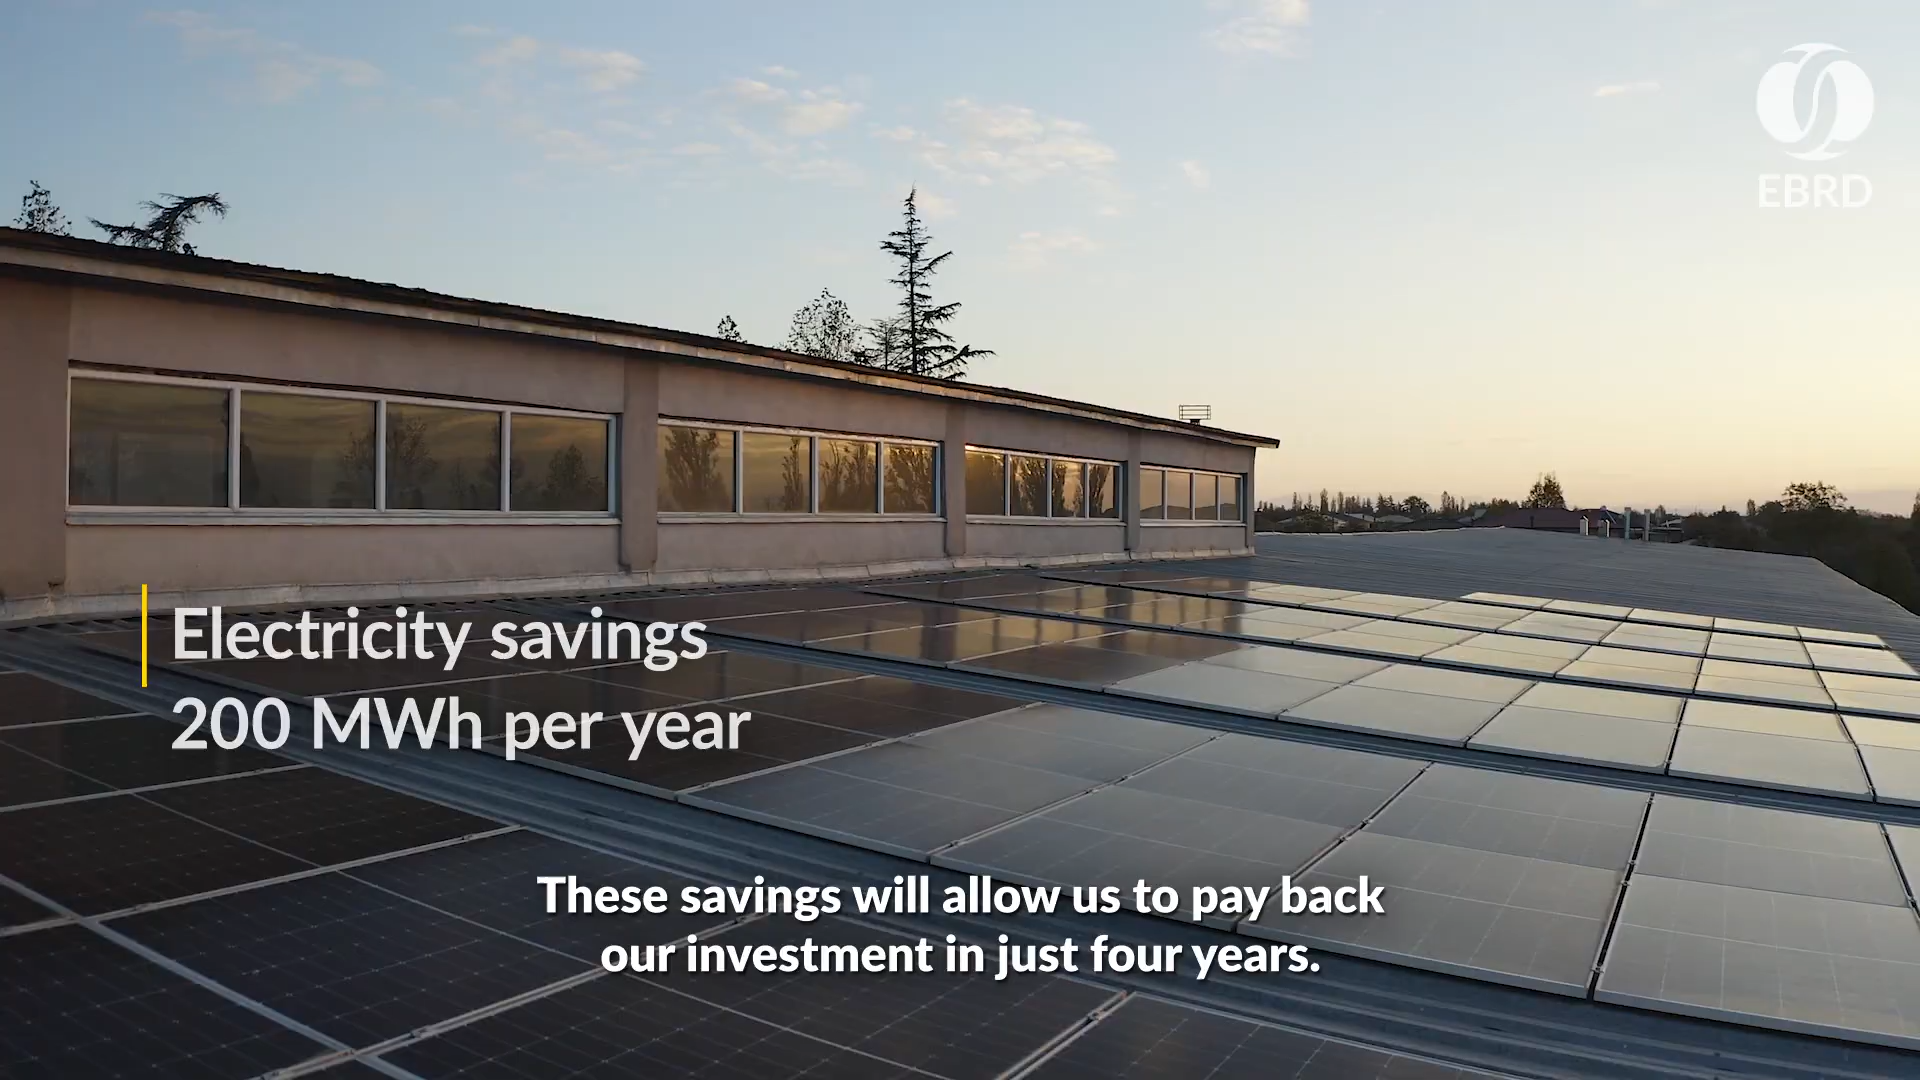 EBRD
Electricity savings
200 MWh per year
These savings will allow us to pay back
our investment in just four years.